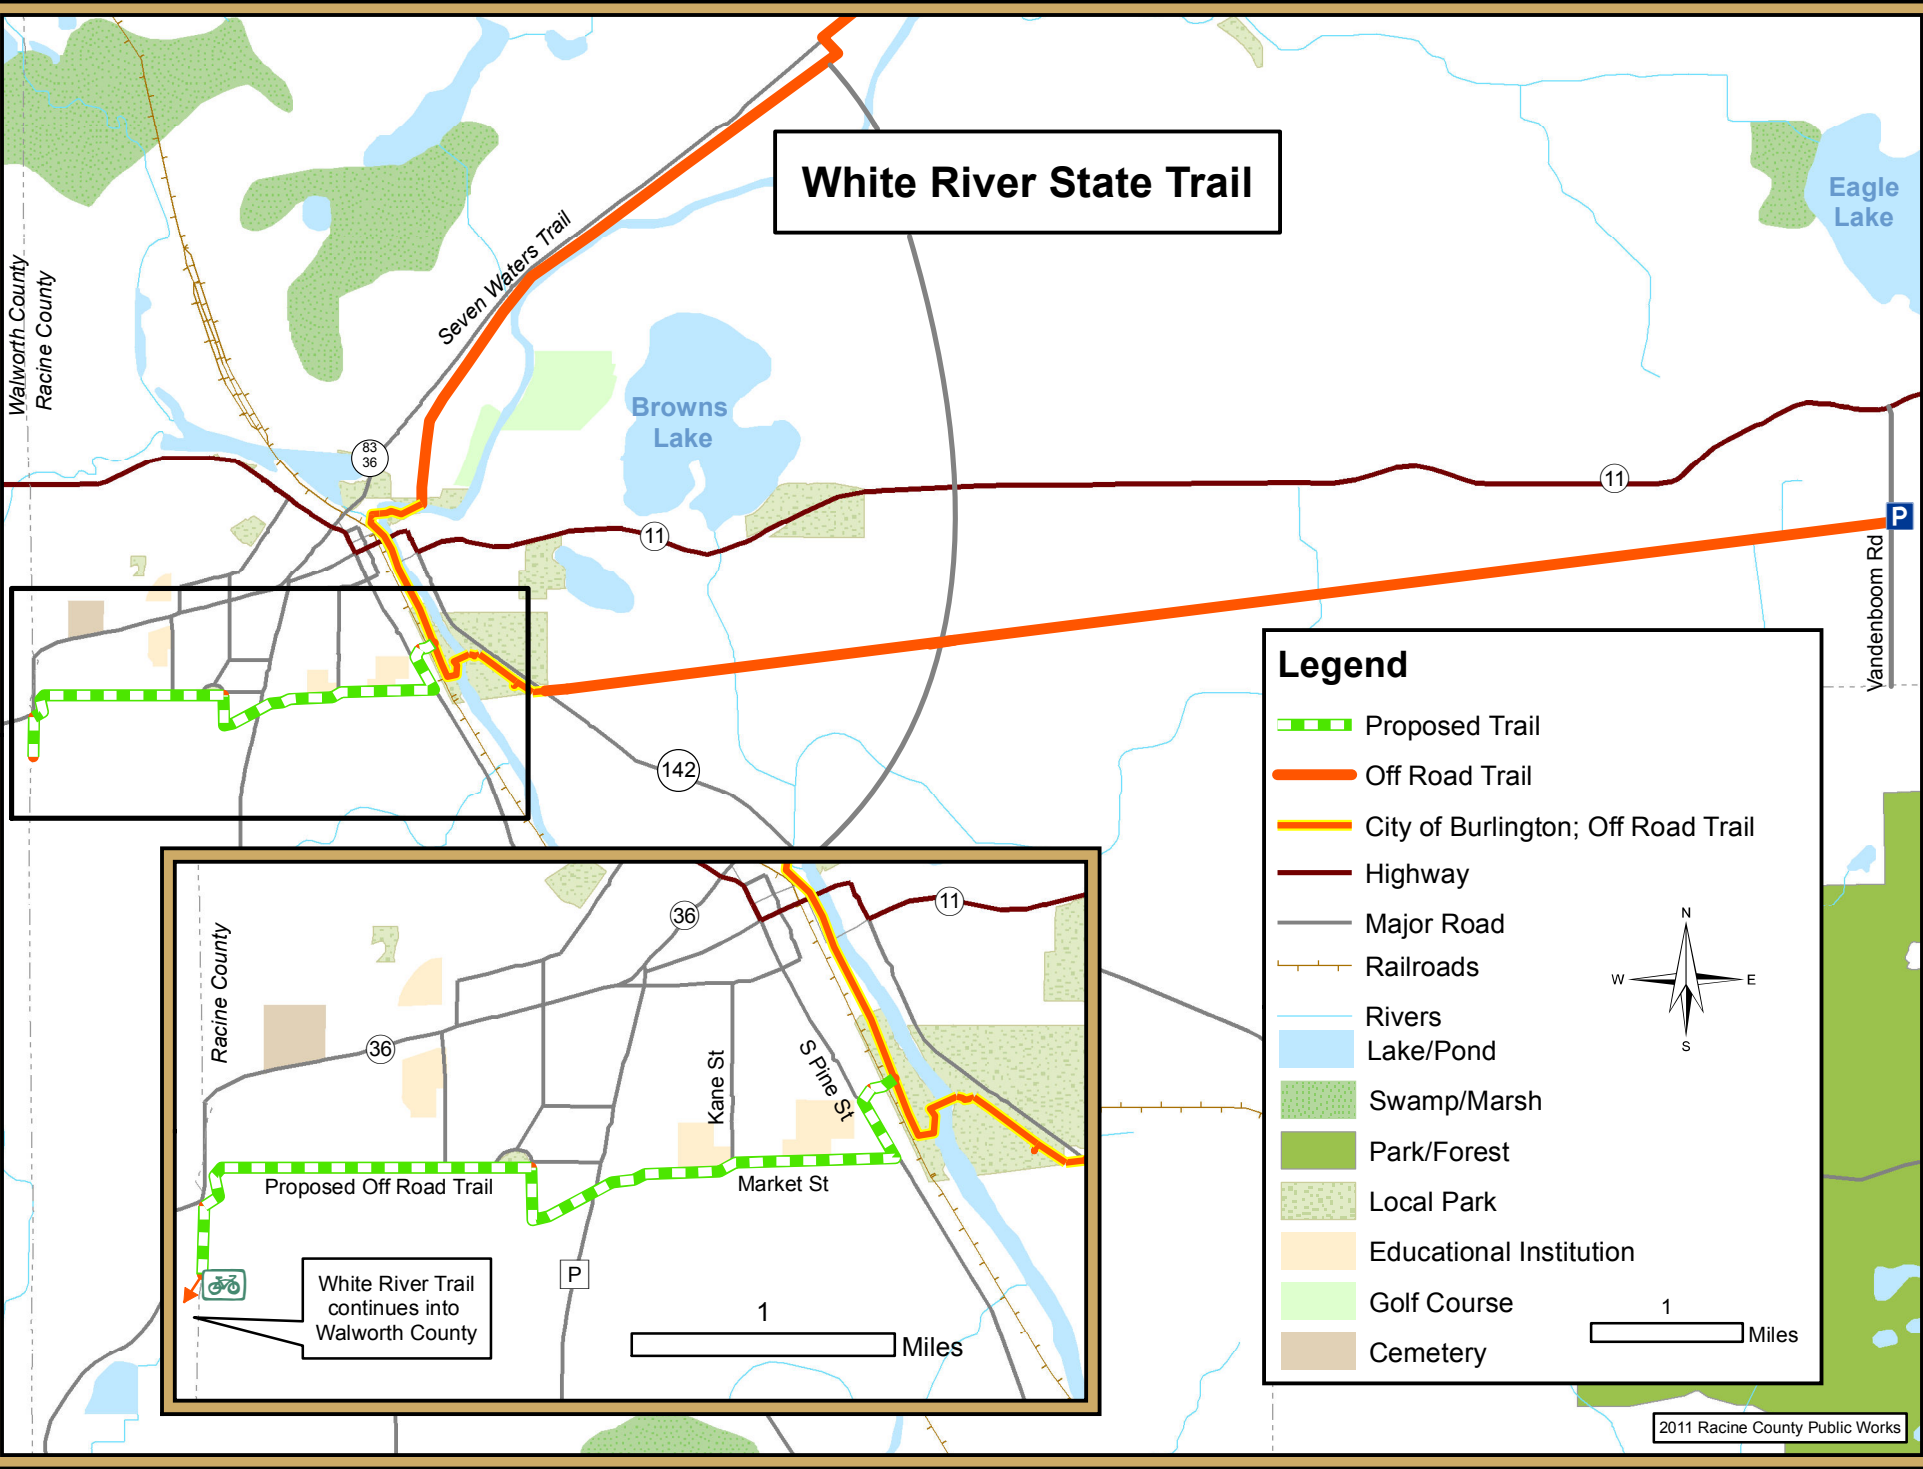 White River State Trail
Eagle
Lake
Walworth County
Racine County
Seven Waters Trail
Browns
Lake
83
36
11
11
P
Vandenboom Rd
142
Legend
Proposed Trail
Off Road Trail
City of Burlington; Off Road Trail
Highway
Major Road
Railroads
Rivers
Lake/Pond
Swamp/Marsh
Park/Forest
Local Park
Educational Institution
Golf Course
Cemetery
N
W
E
S
1
Miles
36
11
Racine County
36
Kane St
S Pine St
Proposed Off Road Trail
Market St
P
White River Trail
continues into
Walworth County
1
Miles
2011 Racine County Public Works